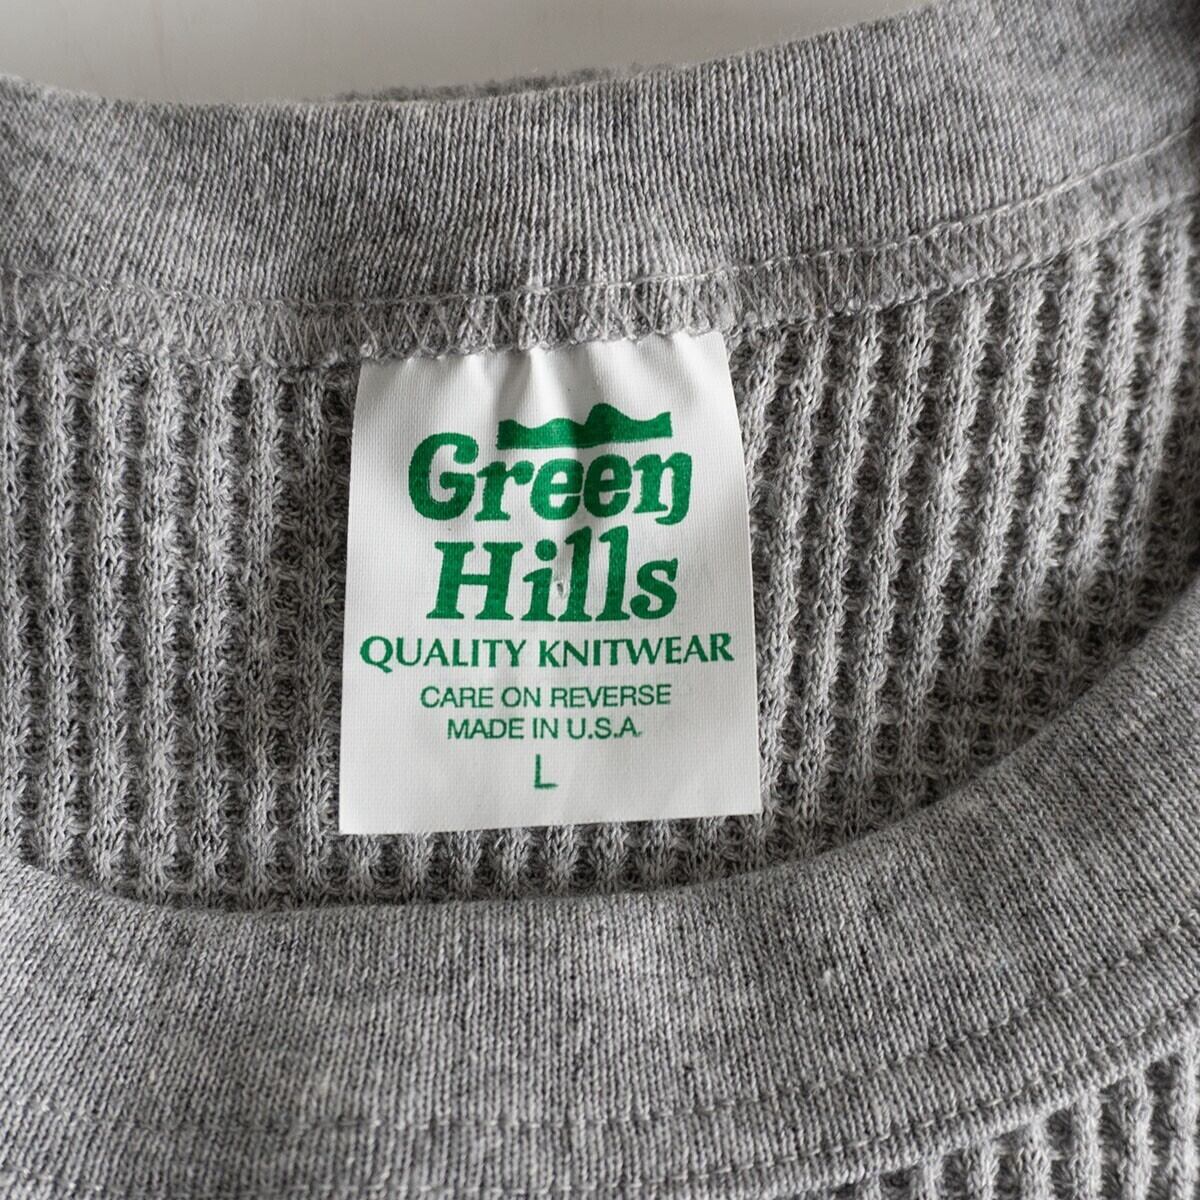 Green
Hills
QUALITY KNITWEAR
CARE ON REVERSE
MADE IN U.S.A.
L